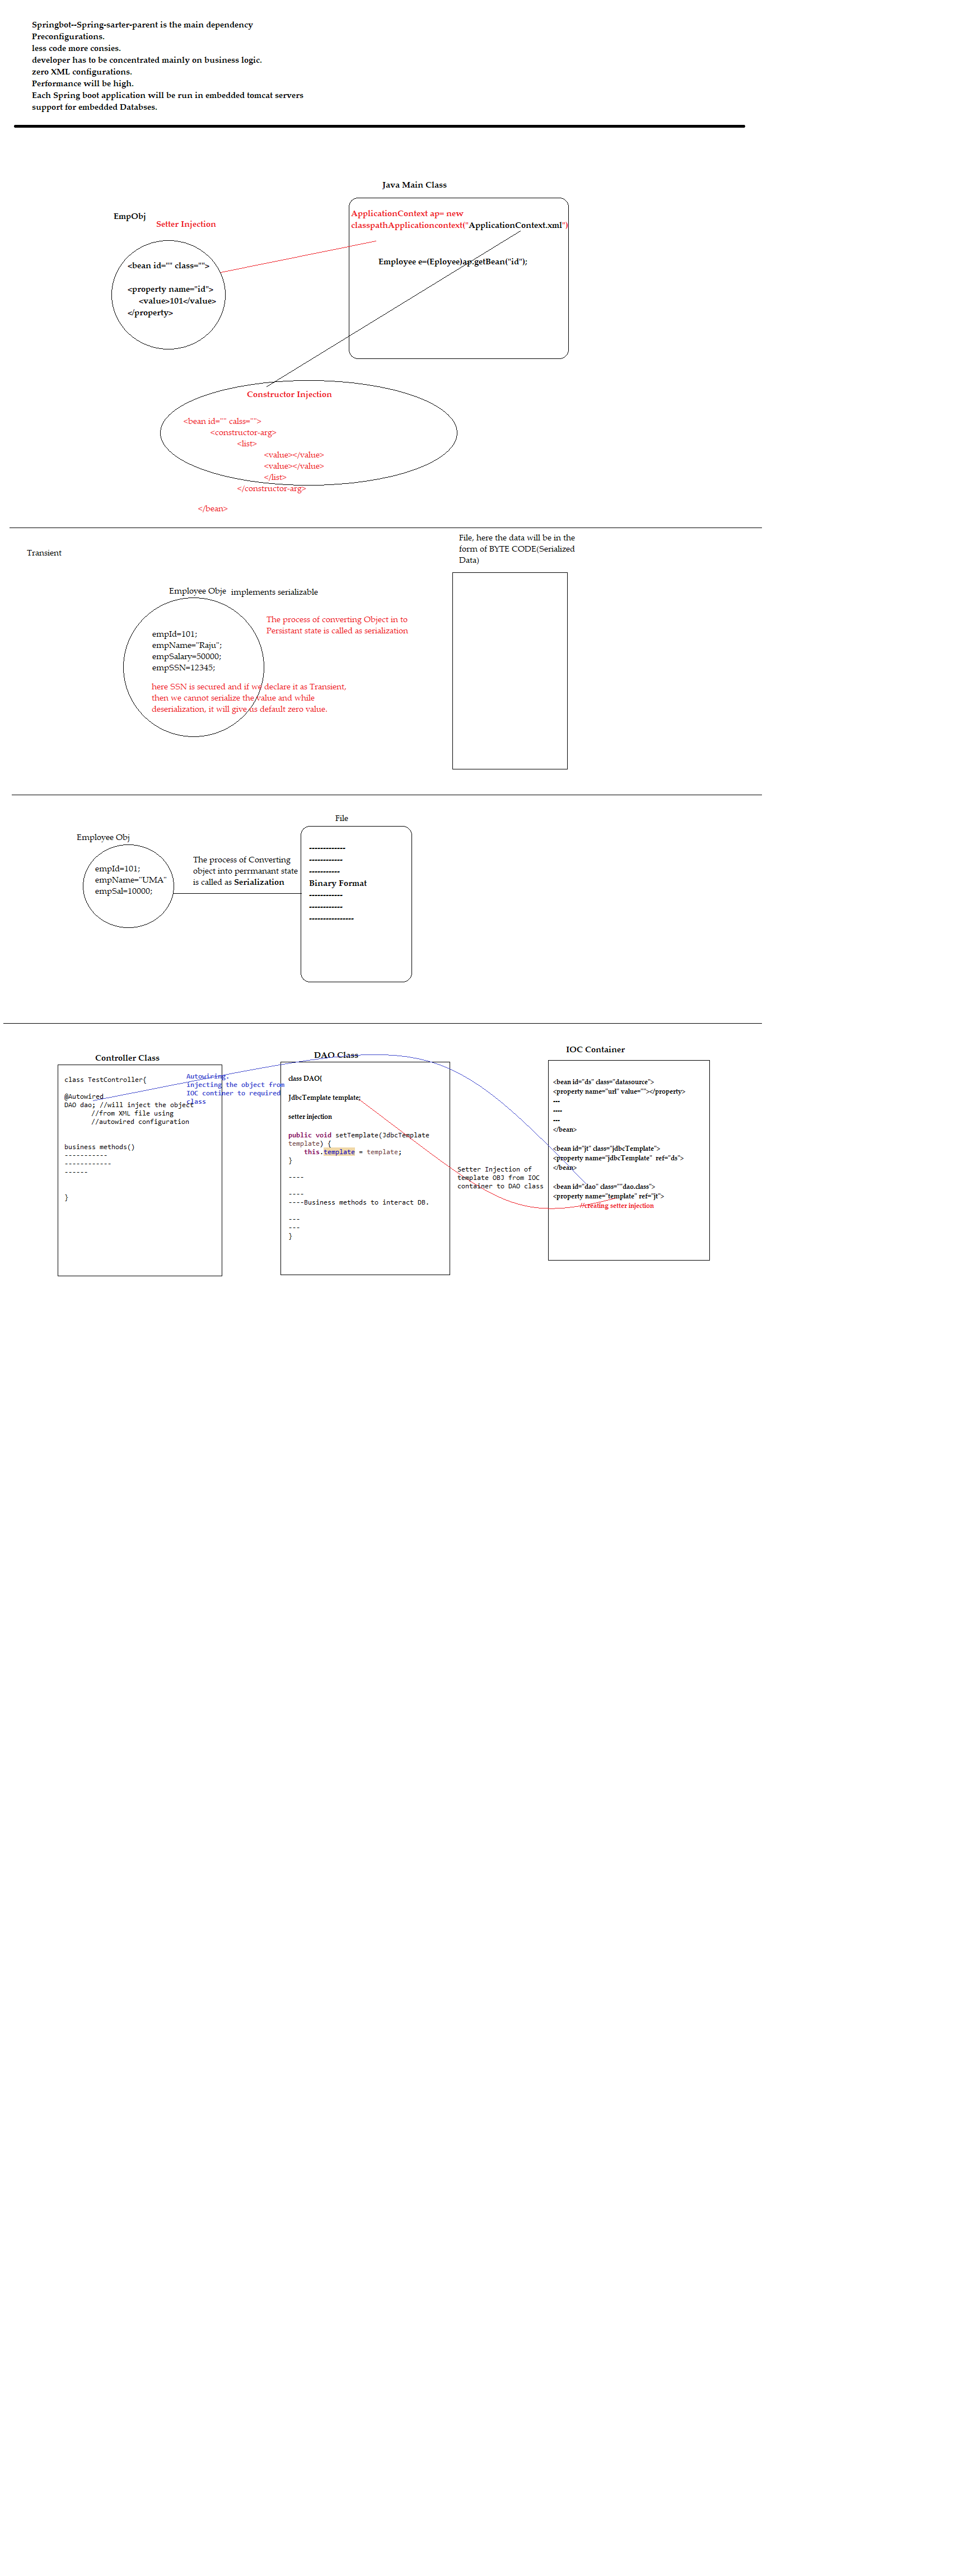 Springbot--Spring-sarter-parent is the main dependency
Preconfigurations.
less code more consies.
developer has to be concentrated mainly on business logic.
zero XML configurations.
Performance will be high.
Each Spring boot application will be run in embedded tomcat servers
support for embedded Databses.
Java Main Class
EmpObj
Setter Injection
ApplicationContext ap= new
classpathApplicationcontext("ApplicationContext.xml")
Employee e=(Eployee)ap.getBean("id");
<bean id="" class="">
<property name="id">
<value>101</value>
</property>
Constructor Injection
<bean id="" calss="">
<constructor-arg>
<list>
<value></value>
<value></value>
</list>
</constructor-arg>
</bean>
Transient
File, here the data will be in the
form of BYTE CODE(Serialized
Data)
Employee Obje implements serializable
The process of converting Object in to
Persistant state is called as serialization
empId=101;
empName="Raju";
empSalary=50000;
empSSN=12345;
here SSN is secured and if we declare it as Transient,
then we cannot serialize the value and while
deserialization, it will give us default zero value.
File
Employee Obj
empId=101;
empName="UMA"
empSal=10000;
The process of Converting
object into perrmanant state
is called as Serialization
-------------
------------
-----------
Binary Format
------------
------------
----------------
Controller Class
class TestController{
@Autowired
DAO dao; //will inject the object
//from XML file using
//autowired configuration
business methods()
-----------
------------
------
}
Autowiring.
injecting the object from
IOC continer to required
class
DAO Class
class DAO{
JdbcTemplate template;
setter injection
public void setTemplate(JdbcTemplate
template) {
this.template = template;
}
----
----
----Business methods to interact DB.
---
---
}
Setter Injection of
template OBJ from IOC
container to DAO class
IOC Container
<bean id="ds" class="datasource">
<property name="url" value=""></property>
---
----
---
</bean>
<bean id="jt" class="jdbcTemplate">
<property name="jdbcTemplate" ref="ds">
</bean>
<bean id="dao" class=""dao.class">
<property name="template" ref="jt">
//creating setter injection